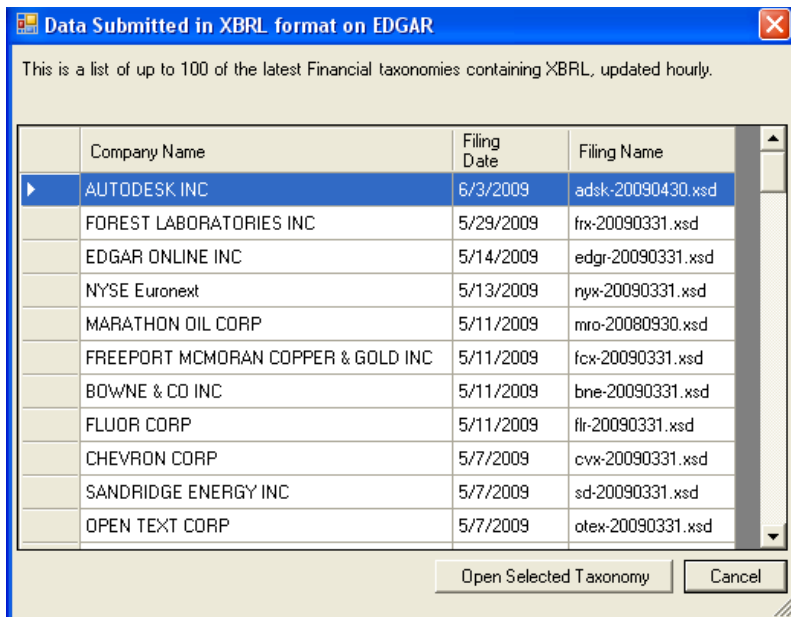 Data Submitted in XBRL format on EDGAR
This is a list of up to 100 of the latest Financial taxonomies containing XBRL, updated hourly.
Company Name Filing Date Filing Name
AUTODESK INC 6/3/2009 adsk-20090430.xsd
FOREST LABORATORIES INC 5/29/2009 frx-20090331.xsd
EDGAR ONLINE INC 5/14/2009 edgr-20090331.xsd
NYSE Euronext 5/13/2009 nyx-20090331.xsd
MARATHON OIL CORP 5/11/2009 mro-20080930.xsd
FREEPORT MCMORAN COPPER & GOLD INC 5/11/2009 fcx-20090331.xsd
BOWNE & CO INC 5/11/2009 bne-20090331.xsd
FLUOR CORP 5/11/2009 flr-20090331.xsd
CHEVRON CORP 5/7/2009 cvx-20090331.xsd
SANDRIDGE ENERGY INC 5/7/2009 sd-20090331.xsd
OPEN TEXT CORP 5/7/2009 otex-20090331.xsd
Open Selected Taxonomy Cancel